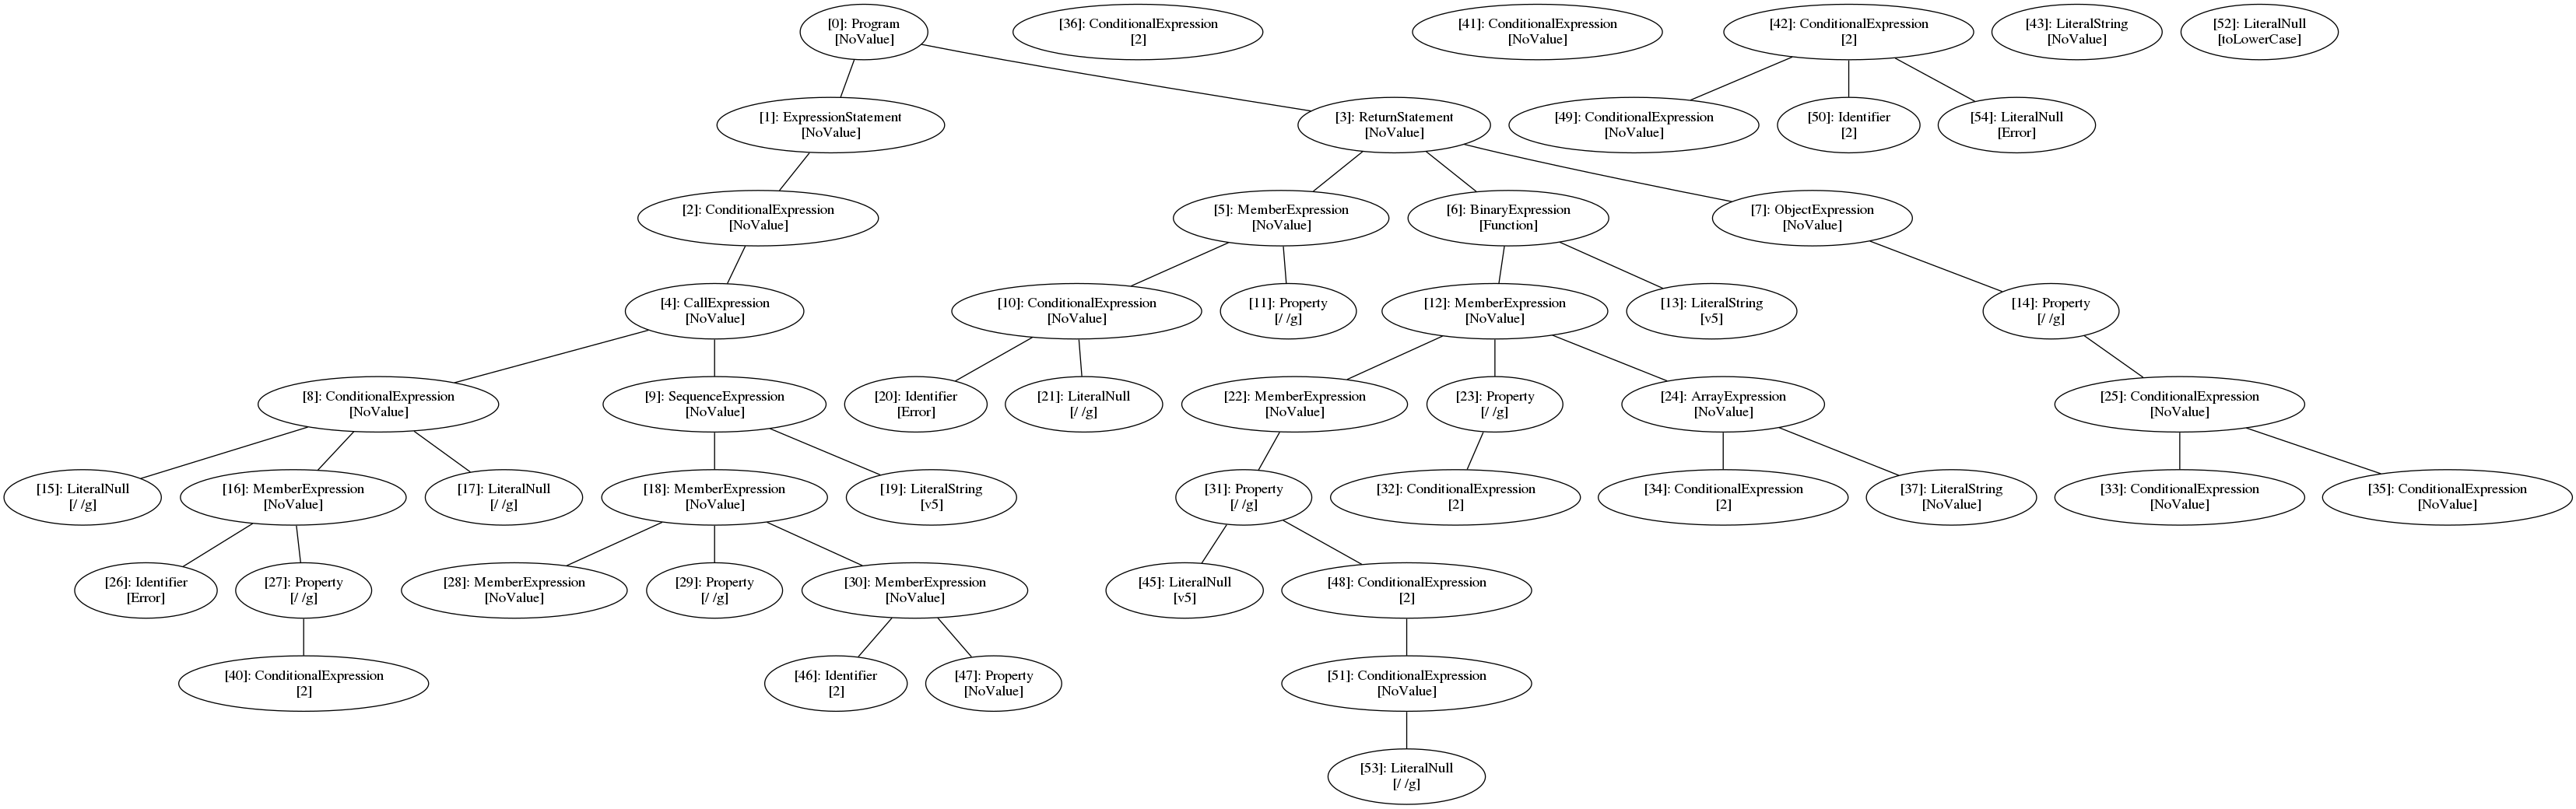 [0]: Program
[NoValue]
[36]: ConditionalExpression
[2]
[41]: ConditionalExpression
[NoValue]
[42]: ConditionalExpression
[2]
[43]: LiteralString
[NoValue]
[52]: LiteralNull
[toLowerCase]
[1]: ExpressionStatement
[NoValue]
[3]: ReturnStatement
[NoValue]
[49]: ConditionalExpression
[NoValue]
[50]: Identifier
[2]
[54]: LiteralNull
[Error]
[2]: ConditionalExpression
[NoValue]
[5]: MemberExpression
[NoValue]
[6]: BinaryExpression
[Function]
[7]: ObjectExpression
[NoValue]
[4]: CallExpression
[NoValue]
[10]: ConditionalExpression
[NoValue]
[11]: Property
[/ /g]
[12]: MemberExpression
[NoValue]
[13]: LiteralString
[v5]
[14]: Property
[/ /g]
[8]: ConditionalExpression
[NoValue]
[9]: SequenceExpression
[NoValue]
[20]: Identifier
[Error]
[21]: LiteralNull
[/ /g]
[22]: MemberExpression
[NoValue]
[23]: Property
[/ /g]
[24]: ArrayExpression
[NoValue]
[25]: ConditionalExpression
[NoValue]
[15]: LiteralNull
[/ /g]
[16]: MemberExpression
[NoValue]
[17]: LiteralNull
[/ /g]
[18]: MemberExpression
[NoValue]
[19]: LiteralString
[v5]
[31]: Property
[/ /g]
[32]: ConditionalExpression
[2]
[34]: ConditionalExpression
[2]
[37]: LiteralString
[NoValue]
[33]: ConditionalExpression
[NoValue]
[35]: ConditionalExpression
[NoValue]
[26]: Identifier
[Error]
[27]: Property
[/ /g]
[28]: MemberExpression
[NoValue]
[29]: Property
[/ /g]
[30]: MemberExpression
[NoValue]
[45]: LiteralNull
[v5]
[48]: ConditionalExpression
[2]
[40]: ConditionalExpression
[2]
[46]: Identifier
[2]
[47]: Property
[NoValue]
[51]: ConditionalExpression
[NoValue]
[53]: LiteralNull
[/ /g]